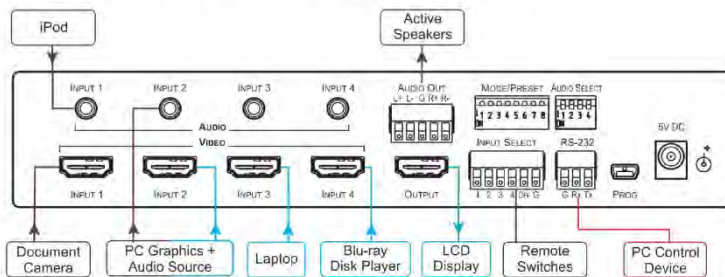 iPod
Active
Speakers
INPUT 1
INPUT 2
INPUT 3
INPUT 4
AUDIO OUT
L+ L- G R+ R-
MODE/PRESET
1 2 3 4 5 6 7 8
AUDIO SELECT
1 2 3 4
AUDIO
VIDEO
INPUT SELECT
RS-232
5V DC
+
INPUT 1
INPUT 2
INPUT 3
INPUT 4
OUTPUT
1 2 3 4 DH G
G Rx Tx
PROG
Document
Camera
PC Graphics +
Audio Source
Laptop
Blu-ray
Disk Player
LCD
Display
Remote
Switches
PC Control
Device